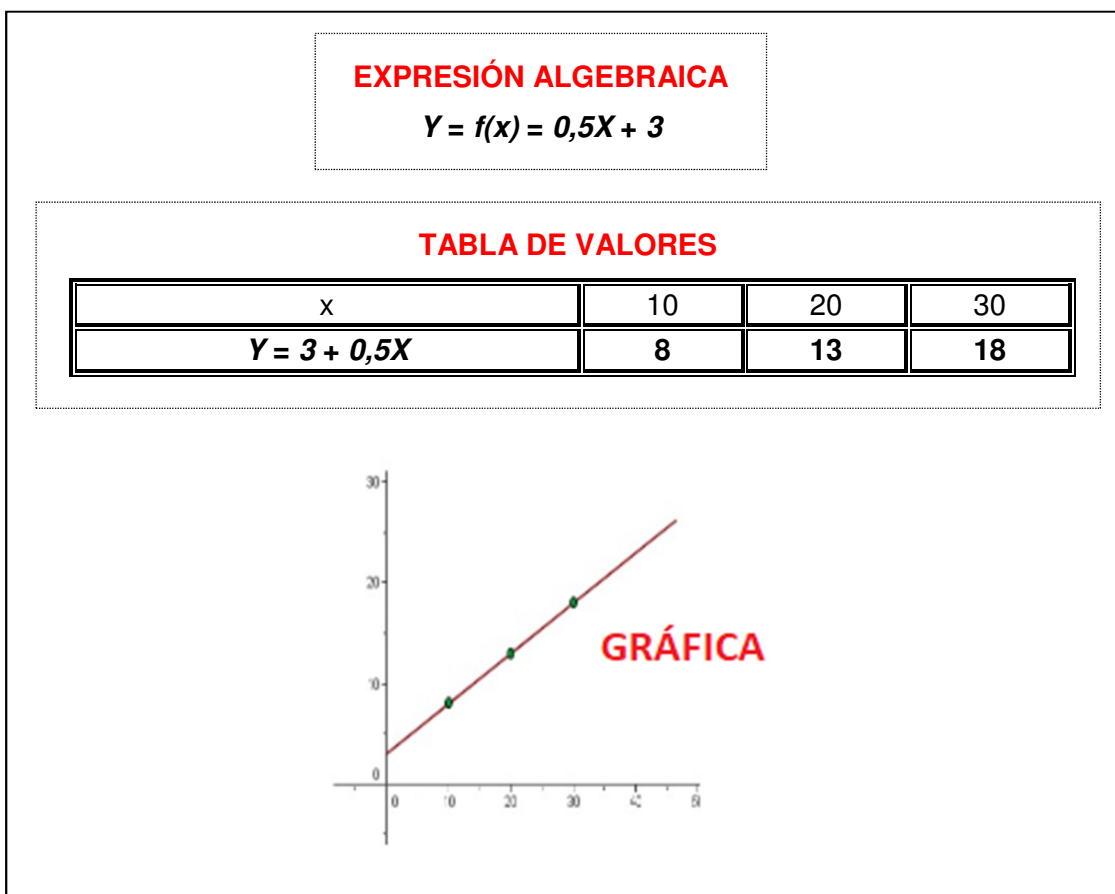 EXPRESIÓN ALGEBRAICA
Y = f(x) = 0,5X + 3
TABLA DE VALORES
x 10 20 30
Y = 3 + 0,5X 8 13 18
30
20
GRÁFICA
10
0
0 10 20 30